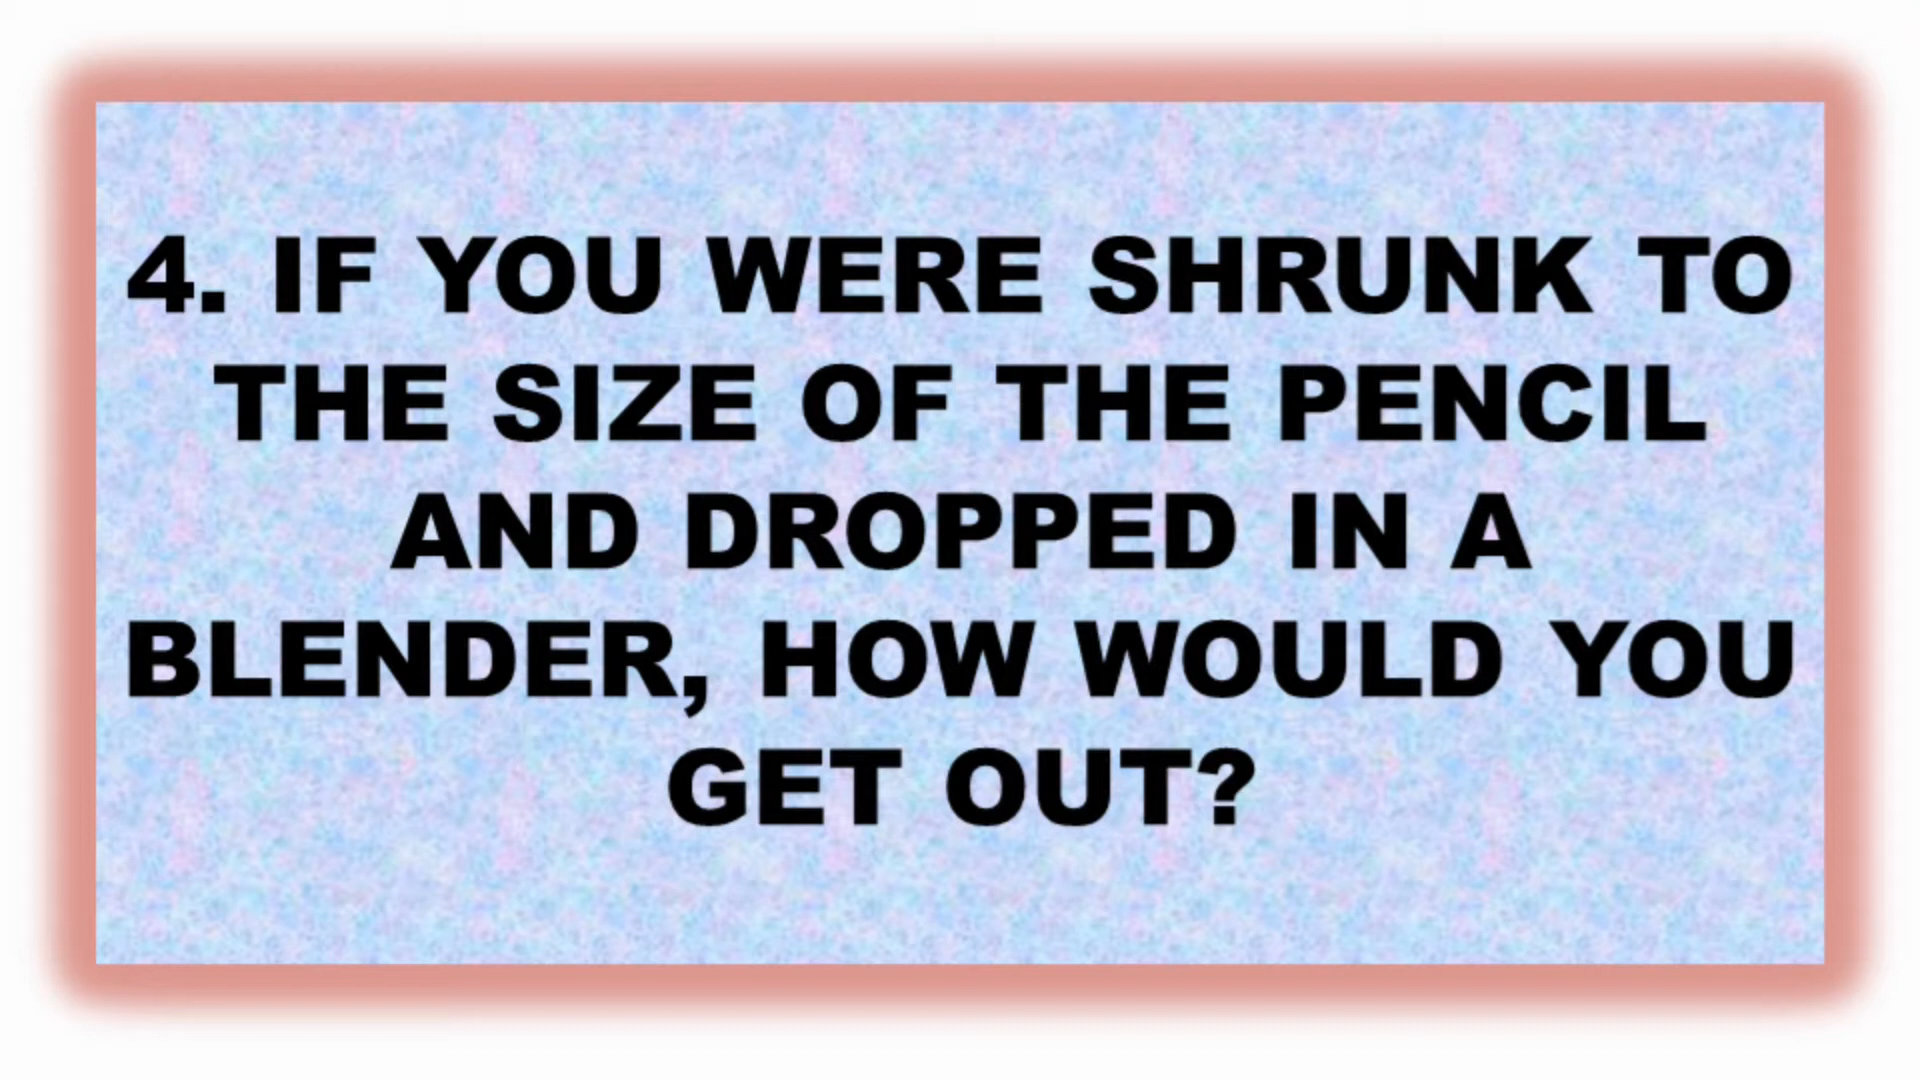 4. IF YOU WERE SHRUNK TO
THE SIZE OF THE PENCIL
AND DROPPED IN A
BLENDER, HOW WOULD YOU
GET OUT?